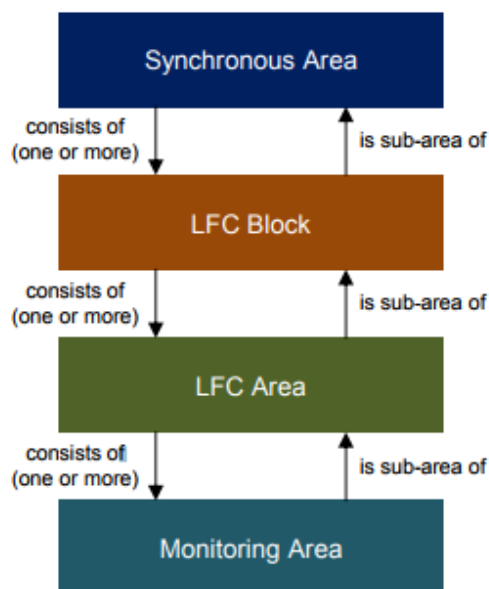 Synchronous Area
consists of
(one or more)
is sub-area of
LFC Block
consists of
(one or more)
is sub-area of
LFC Area
consists of
(one or more)
is sub-area of
Monitoring Area